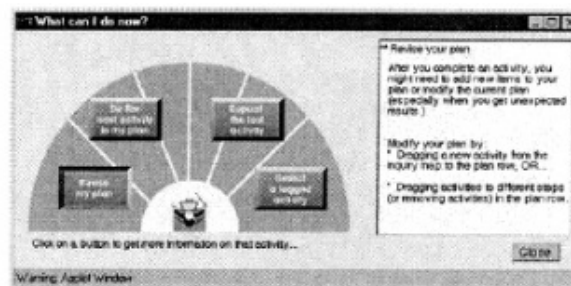 What can I do now?
Do the
next activity
in my plan
Repeat
the last
activity
Revise
my plan
Select
a logged
activity
Click on a button to get more information on that activity...
** Revise your plan
After you complete an activity, you
might need to add new items to your
plan or modify the current plan
(especially when you get unexpected
results.)
Modify your plan by:
* Dragging a new activity from the
inquiry map to the plan row, OR...
* Dragging activities to different steps
(or removing activities) in the plan row.
Close
Warning: Applet Window